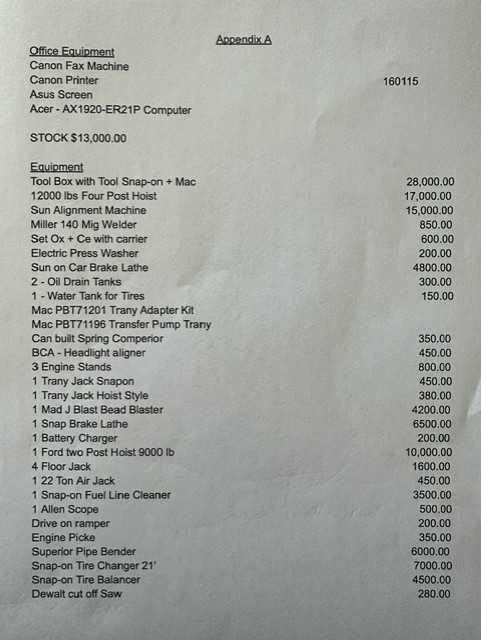 Appendix A
Office Equipment
Canon Fax Machine
Canon Printer 160115
Asus Screen
Acer - AX1920-ER21P Computer
STOCK $13,000.00
Equipment
Tool Box with Tool Snap-on + Mac 28,000.00
12000 lbs Four Post Hoist 17,000.00
Sun Alignment Machine 15,000.00
Miller 140 Mig Welder 850.00
Set Ox + Ce with carrier 600.00
Electric Press Washer 200.00
Sun on Car Brake Lathe 4800.00
2 - Oil Drain Tanks 300.00
1 - Water Tank for Tires 150.00
Mac PBT71201 Trany Adapter Kit
Mac PBT71196 Transfer Pump Trany
Can built Spring Comperior 350.00
BCA - Headlight aligner 450.00
3 Engine Stands 800.00
1 Trany Jack Snapon 450.00
1 Trany Jack Hoist Style 380.00
1 Mad J Blast Bead Blaster 4200.00
1 Snap Brake Lathe 6500.00
1 Battery Charger 200.00
1 Ford two Post Hoist 9000 lb 10,000.00
4 Floor Jack 1600.00
1 22 Ton Air Jack 450.00
1 Snap-on Fuel Line Cleaner 3500.00
1 Allen Scope 500.00
Drive on ramper 200.00
Engine Picke 350.00
Superior Pipe Bender 6000.00
Snap-on Tire Changer 21' 7000.00
Snap-on Tire Balancer 4500.00
Dewalt cut off Saw 280.00